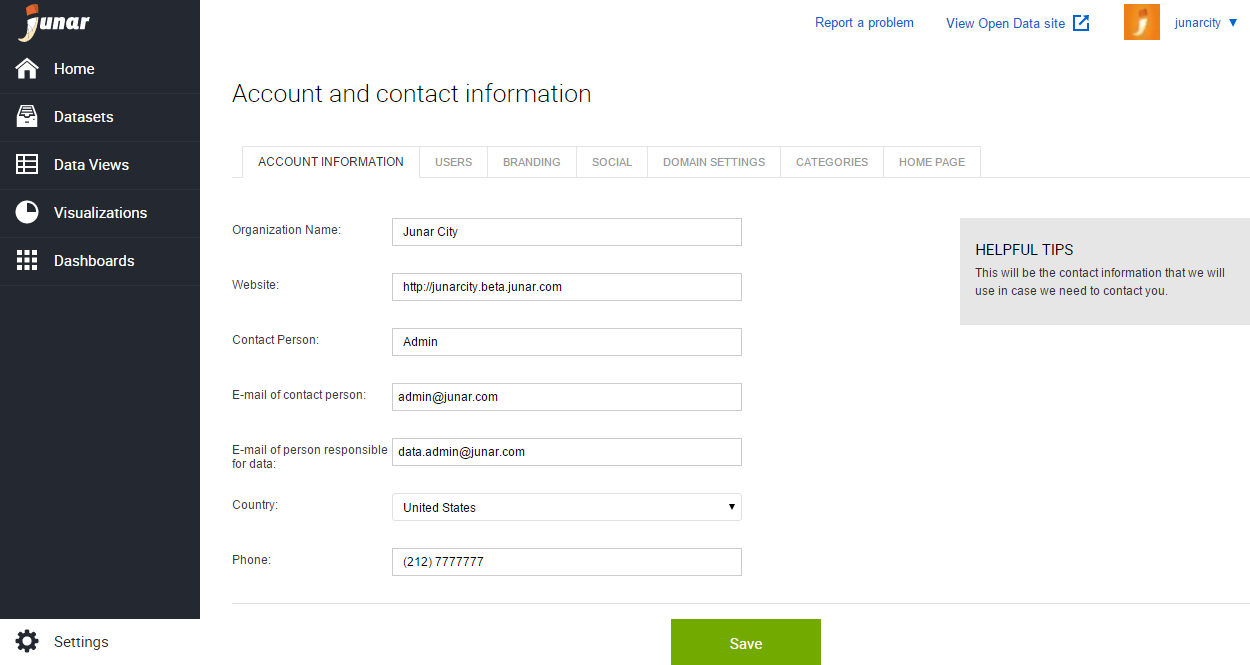 junar
Report a problem
View Open Data site
junarcity ▼
Home
Datasets
Data Views
Visualizations
Dashboards
Settings
Account and contact information
ACCOUNT INFORMATION
USERS
BRANDING
SOCIAL
DOMAIN SETTINGS
CATEGORIES
HOME PAGE
Organization Name:
Junar City
Website:
http://junarcity.beta.junar.com
Contact Person:
Admin
E-mail of contact person:
admin@junar.com
E-mail of person responsible
for data:
data.admin@junar.com
Country:
United States
Phone:
(212) 7777777
HELPFUL TIPS
This will be the contact information that we will
use in case we need to contact you.
Save